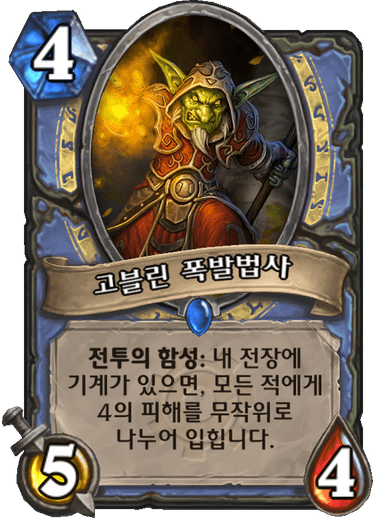 4
고블린 폭발법사
전투의 함성: 내 전장에
기계가 있으면, 모든 적에게
4의 피해를 무작위로
나누어 입힙니다.
5
4